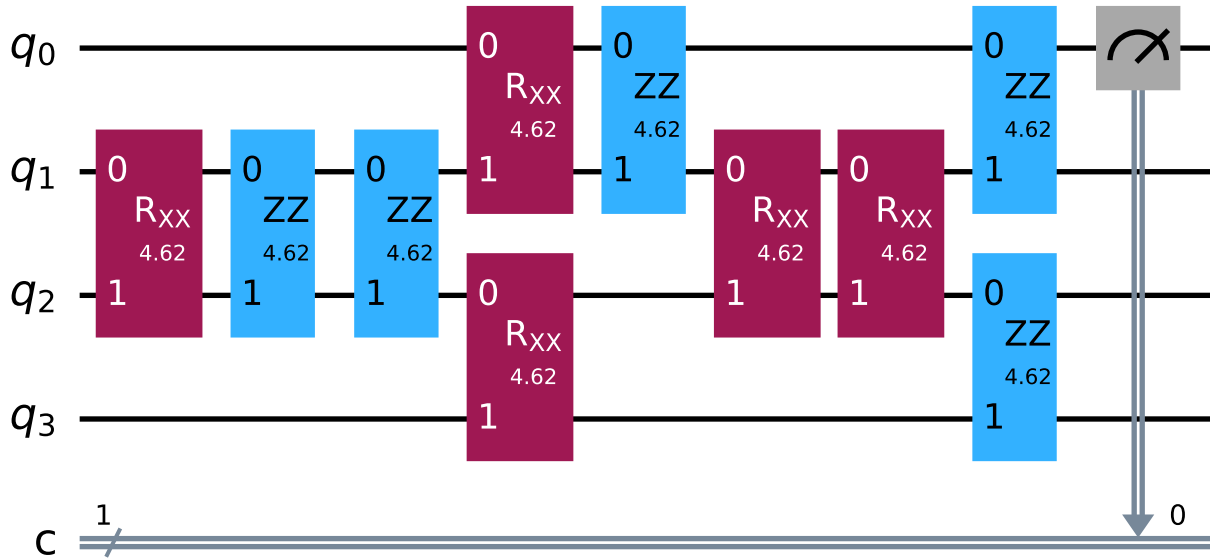 q0 0 0 0
RXX ZZ ZZ
4.62 4.62 4.62
q1 0 0 0 1 1 0 0 1
RXX ZZ ZZ RXX RXX
4.62 4.62 4.62 4.62 4.62
q2 1 1 1 0 1 1 0
RXX ZZ
4.62 4.62
q3 1 1
1 0
c